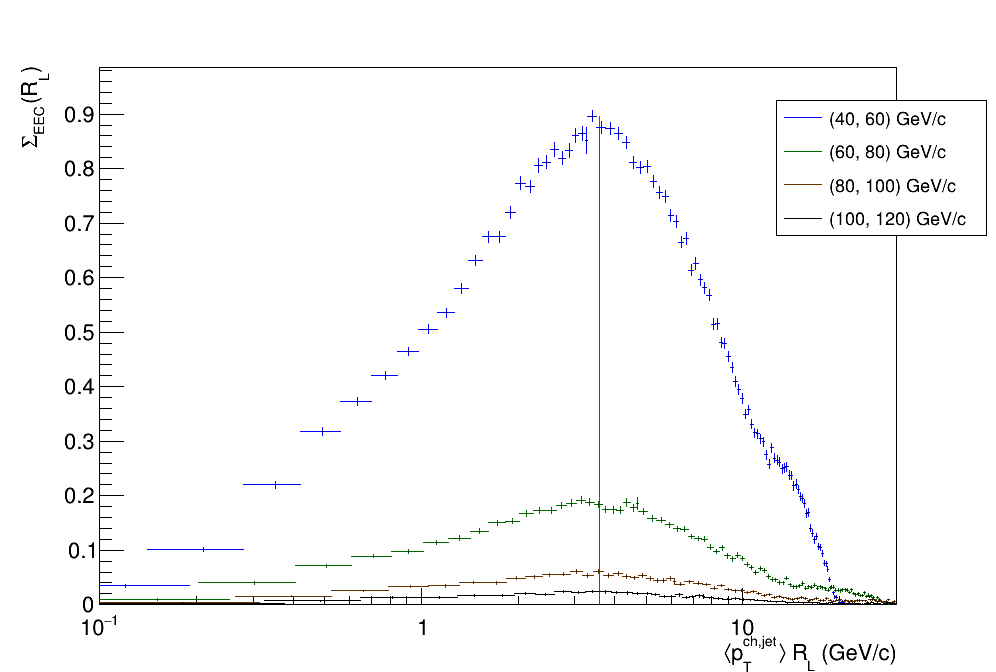 Σ_EEC(R_L)
0.9
0.8
0.7
0.6
0.5
0.4
0.3
0.2
0.1
0
10⁻¹
1
10
⟨p_T^{ch,jet}⟩ R_L (GeV/c)
(40, 60) GeV/c
(60, 80) GeV/c
(80, 100) GeV/c
(100, 120) GeV/c